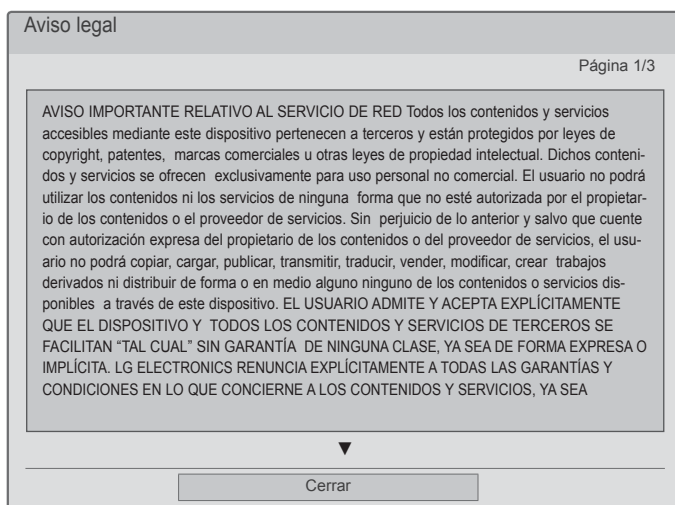 Aviso legal
Página 1/3
AVISO IMPORTANTE RELATIVO AL SERVICIO DE RED Todos los contenidos y servicios
accesibles mediante este dispositivo pertenecen a terceros y están protegidos por leyes de
copyright, patentes, marcas comerciales u otras leyes de propiedad intelectual. Dichos conteni-
dos y servicios se ofrecen exclusivamente para uso personal no comercial. El usuario no podrá
utilizar los contenidos ni los servicios de ninguna forma que no esté autorizada por el propietar-
io de los contenidos o el proveedor de servicios. Sin perjuicio de lo anterior y salvo que cuente
con autorización expresa del propietario de los contenidos o del proveedor de servicios, el usu-
ario no podrá copiar, cargar, publicar, transmitir, traducir, vender, modificar, crear trabajos
derivados ni distribuir de forma o en medio alguno ninguno de los contenidos o servicios dis-
ponibles a través de este dispositivo. EL USUARIO ADMITE Y ACEPTA EXPLÍCITAMENTE
QUE EL DISPOSITIVO Y TODOS LOS CONTENIDOS Y SERVICIOS DE TERCEROS SE
FACILITAN “TAL CUAL” SIN GARANTÍA DE NINGUNA CLASE, YA SEA DE FORMA EXPRESA O
IMPLÍCITA. LG ELECTRONICS RENUNCIA EXPLÍCITAMENTE A TODAS LAS GARANTÍAS Y
CONDICIONES EN LO QUE CONCIERNE A LOS CONTENIDOS Y SERVICIOS, YA SEA
▼
Cerrar